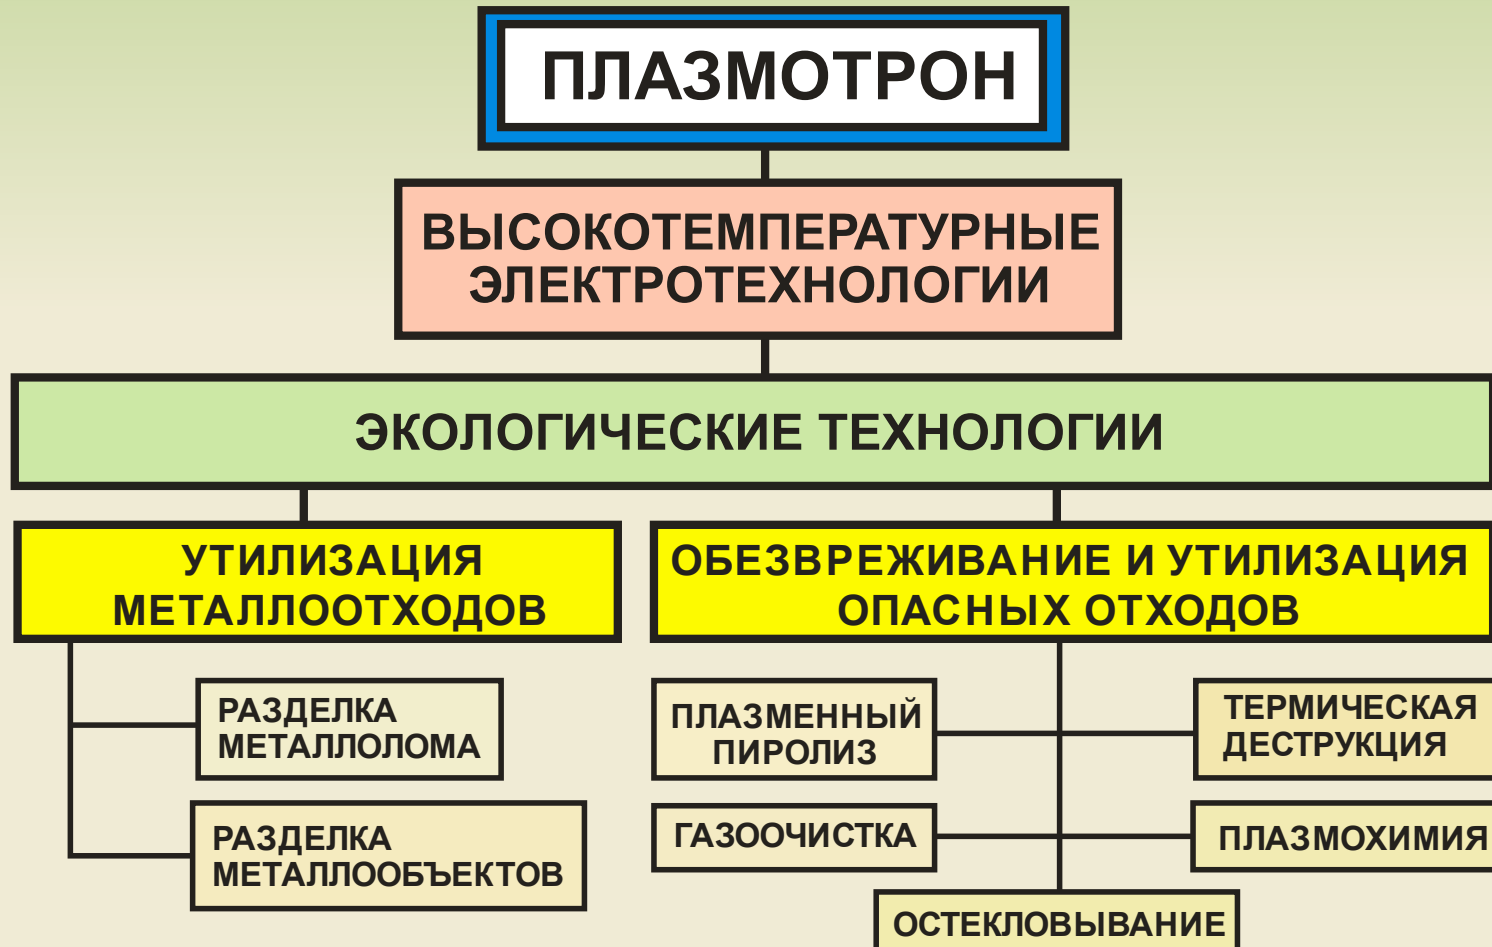 ПЛАЗМОТРОН
ВЫСОКОТЕМПЕРАТУРНЫЕ
ЭЛЕКТРОТЕХНОЛОГИИ
ЭКОЛОГИЧЕСКИЕ ТЕХНОЛОГИИ
УТИЛИЗАЦИЯ
МЕТАЛЛООТХОДОВ
РАЗДЕЛКА
МЕТАЛЛОЛОМА
РАЗДЕЛКА
МЕТАЛЛООБЪЕКТОВ
ОБЕЗВРЕЖИВАНИЕ И УТИЛИЗАЦИЯ
ОПАСНЫХ ОТХОДОВ
ПЛАЗМЕННЫЙ
ПИРОЛИЗ
ТЕРМИЧЕСКАЯ
ДЕСТРУКЦИЯ
ГАЗООЧИСТКА
ПЛАЗМОХИМИЯ
ОСТЕКЛОВЫВАНИЕ